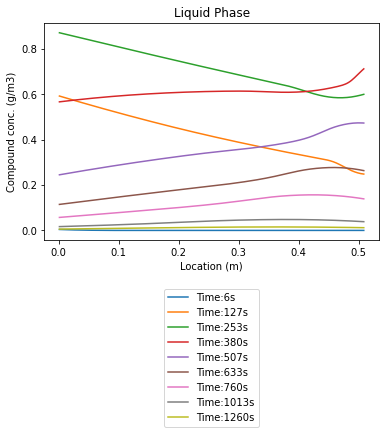 Liquid Phase
Compound conc. (g/m3)
0.8
0.6
0.4
0.2
0.0
0.0 0.1 0.2 0.3 0.4 0.5
Location (m)
Time:6s
Time:127s
Time:253s
Time:380s
Time:507s
Time:633s
Time:760s
Time:1013s
Time:1260s